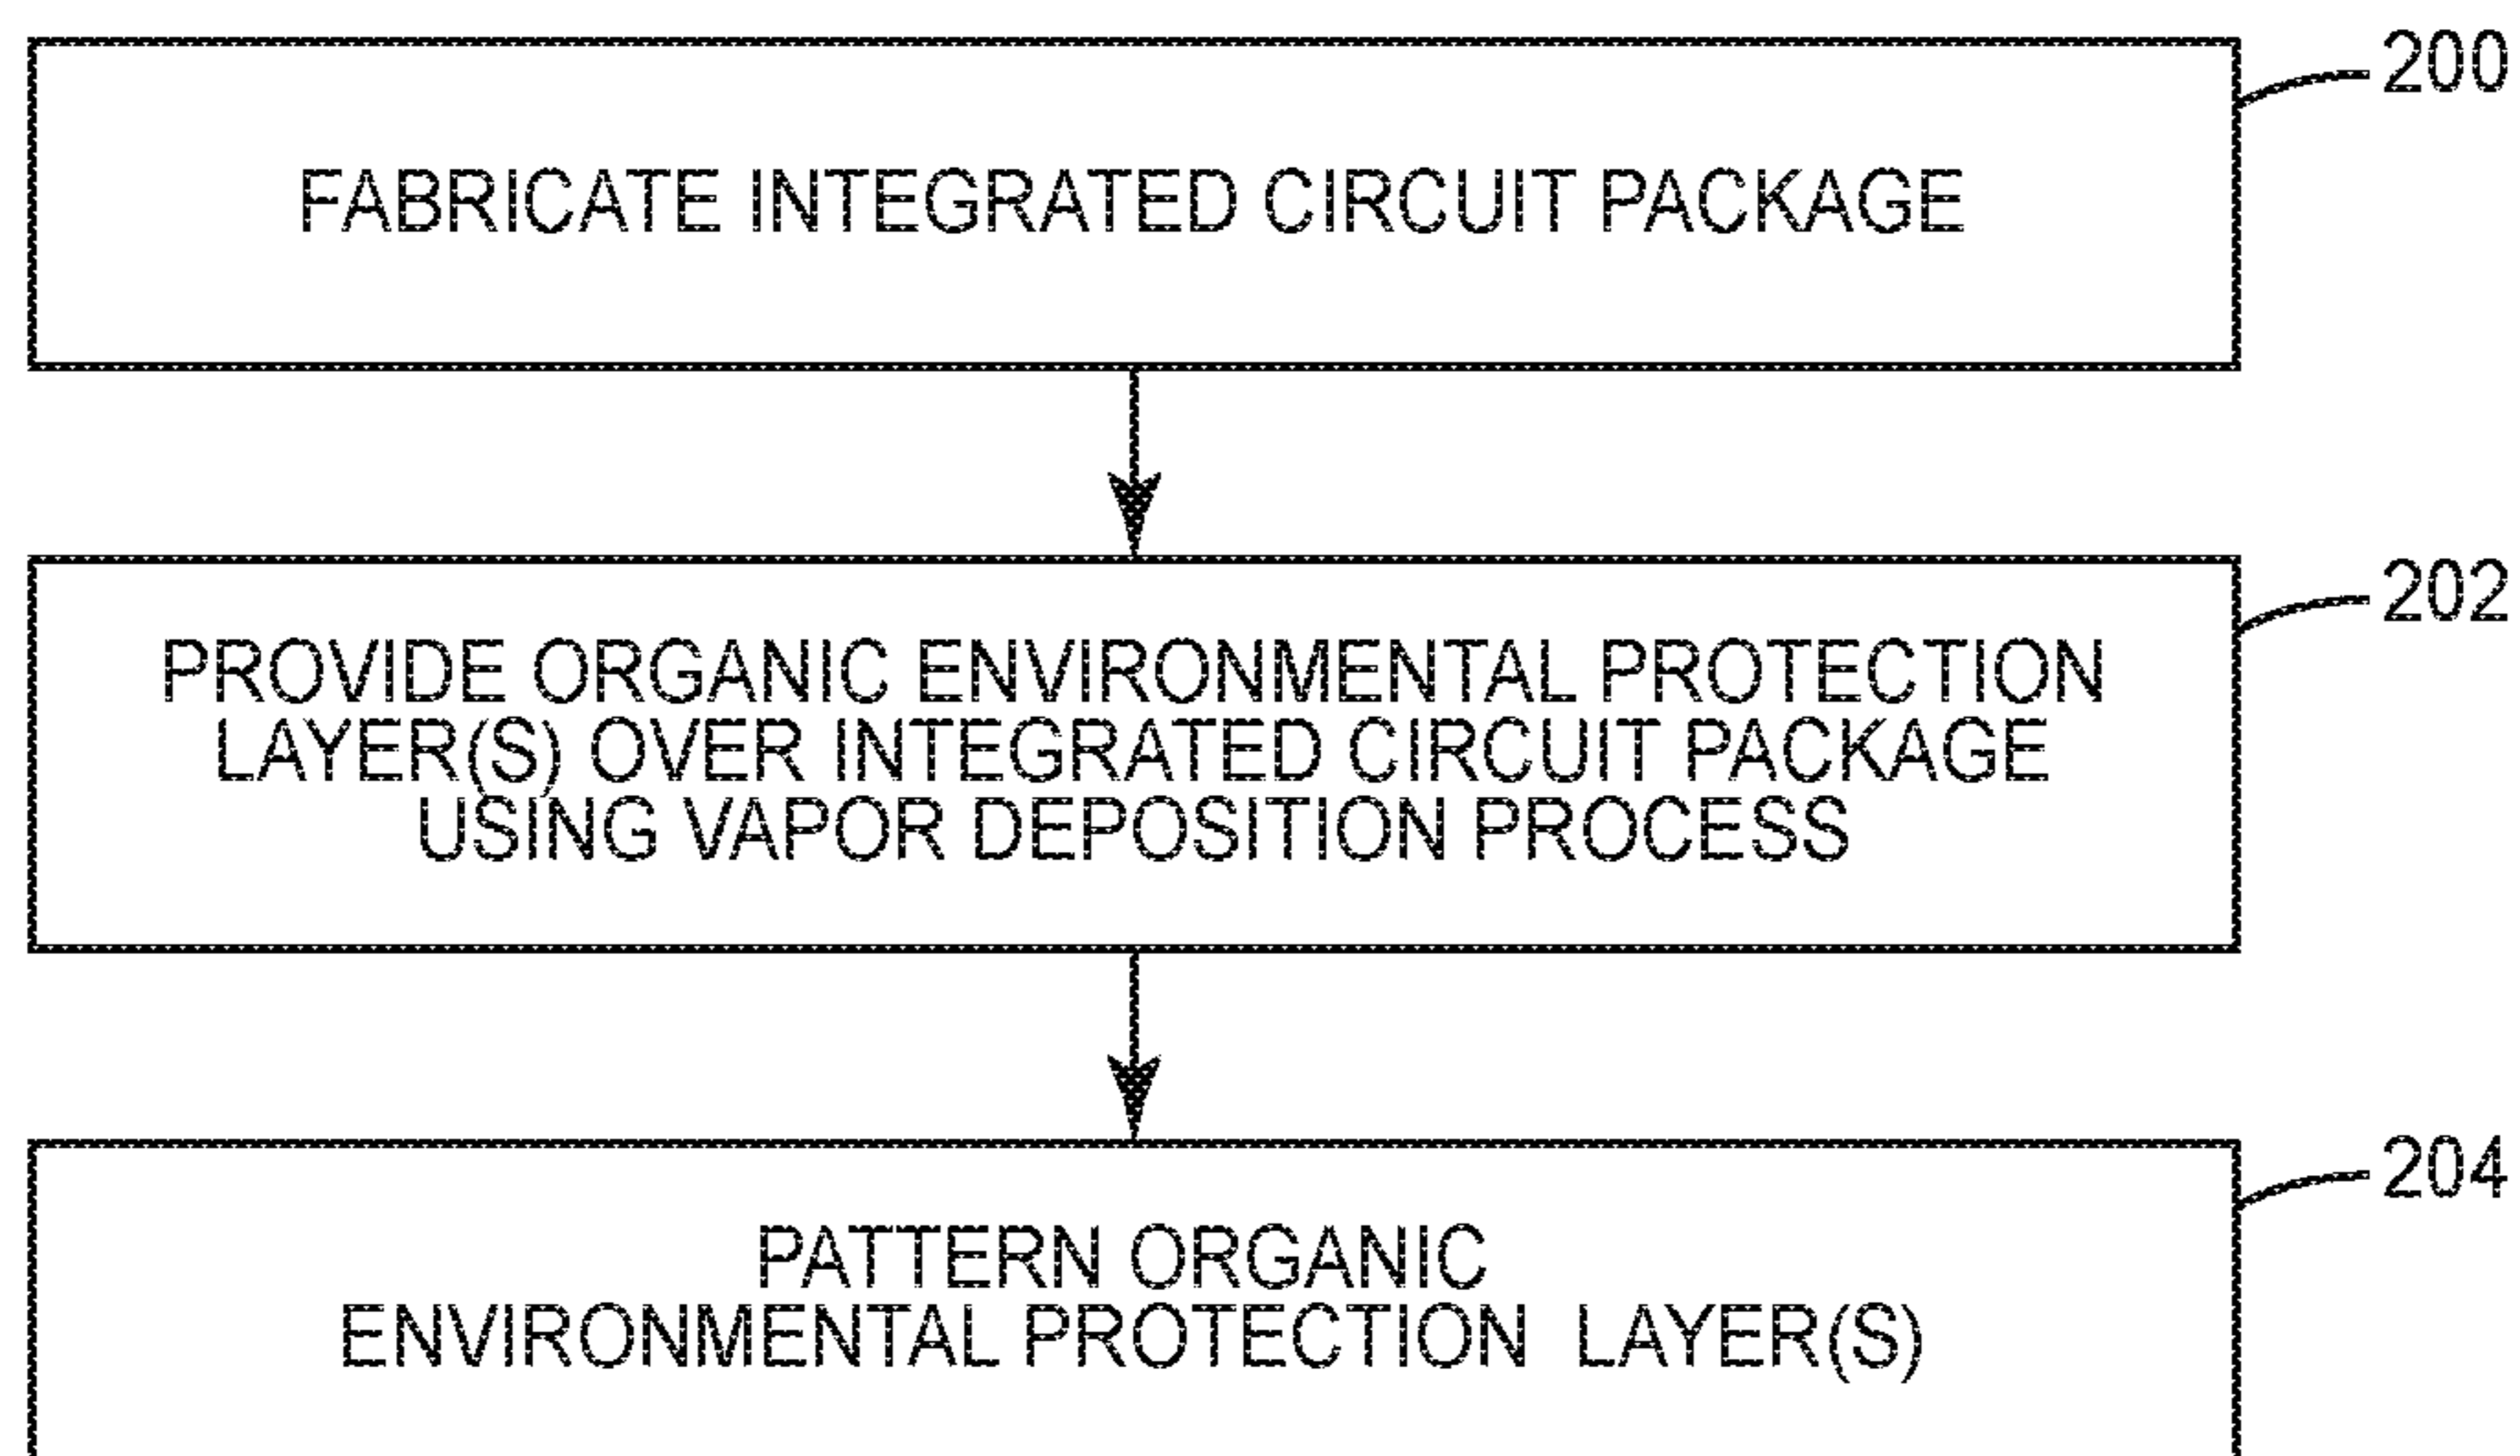 200
FABRICATE INTEGRATED CIRCUIT PACKAGE
202
PROVIDE ORGANIC ENVIRONMENTAL PROTECTION
LAYER(S) OVER INTEGRATED CIRCUIT PACKAGE
USING VAPOR DEPOSITION PROCESS
204
PATTERN ORGANIC
ENVIRONMENTAL PROTECTION LAYER(S)